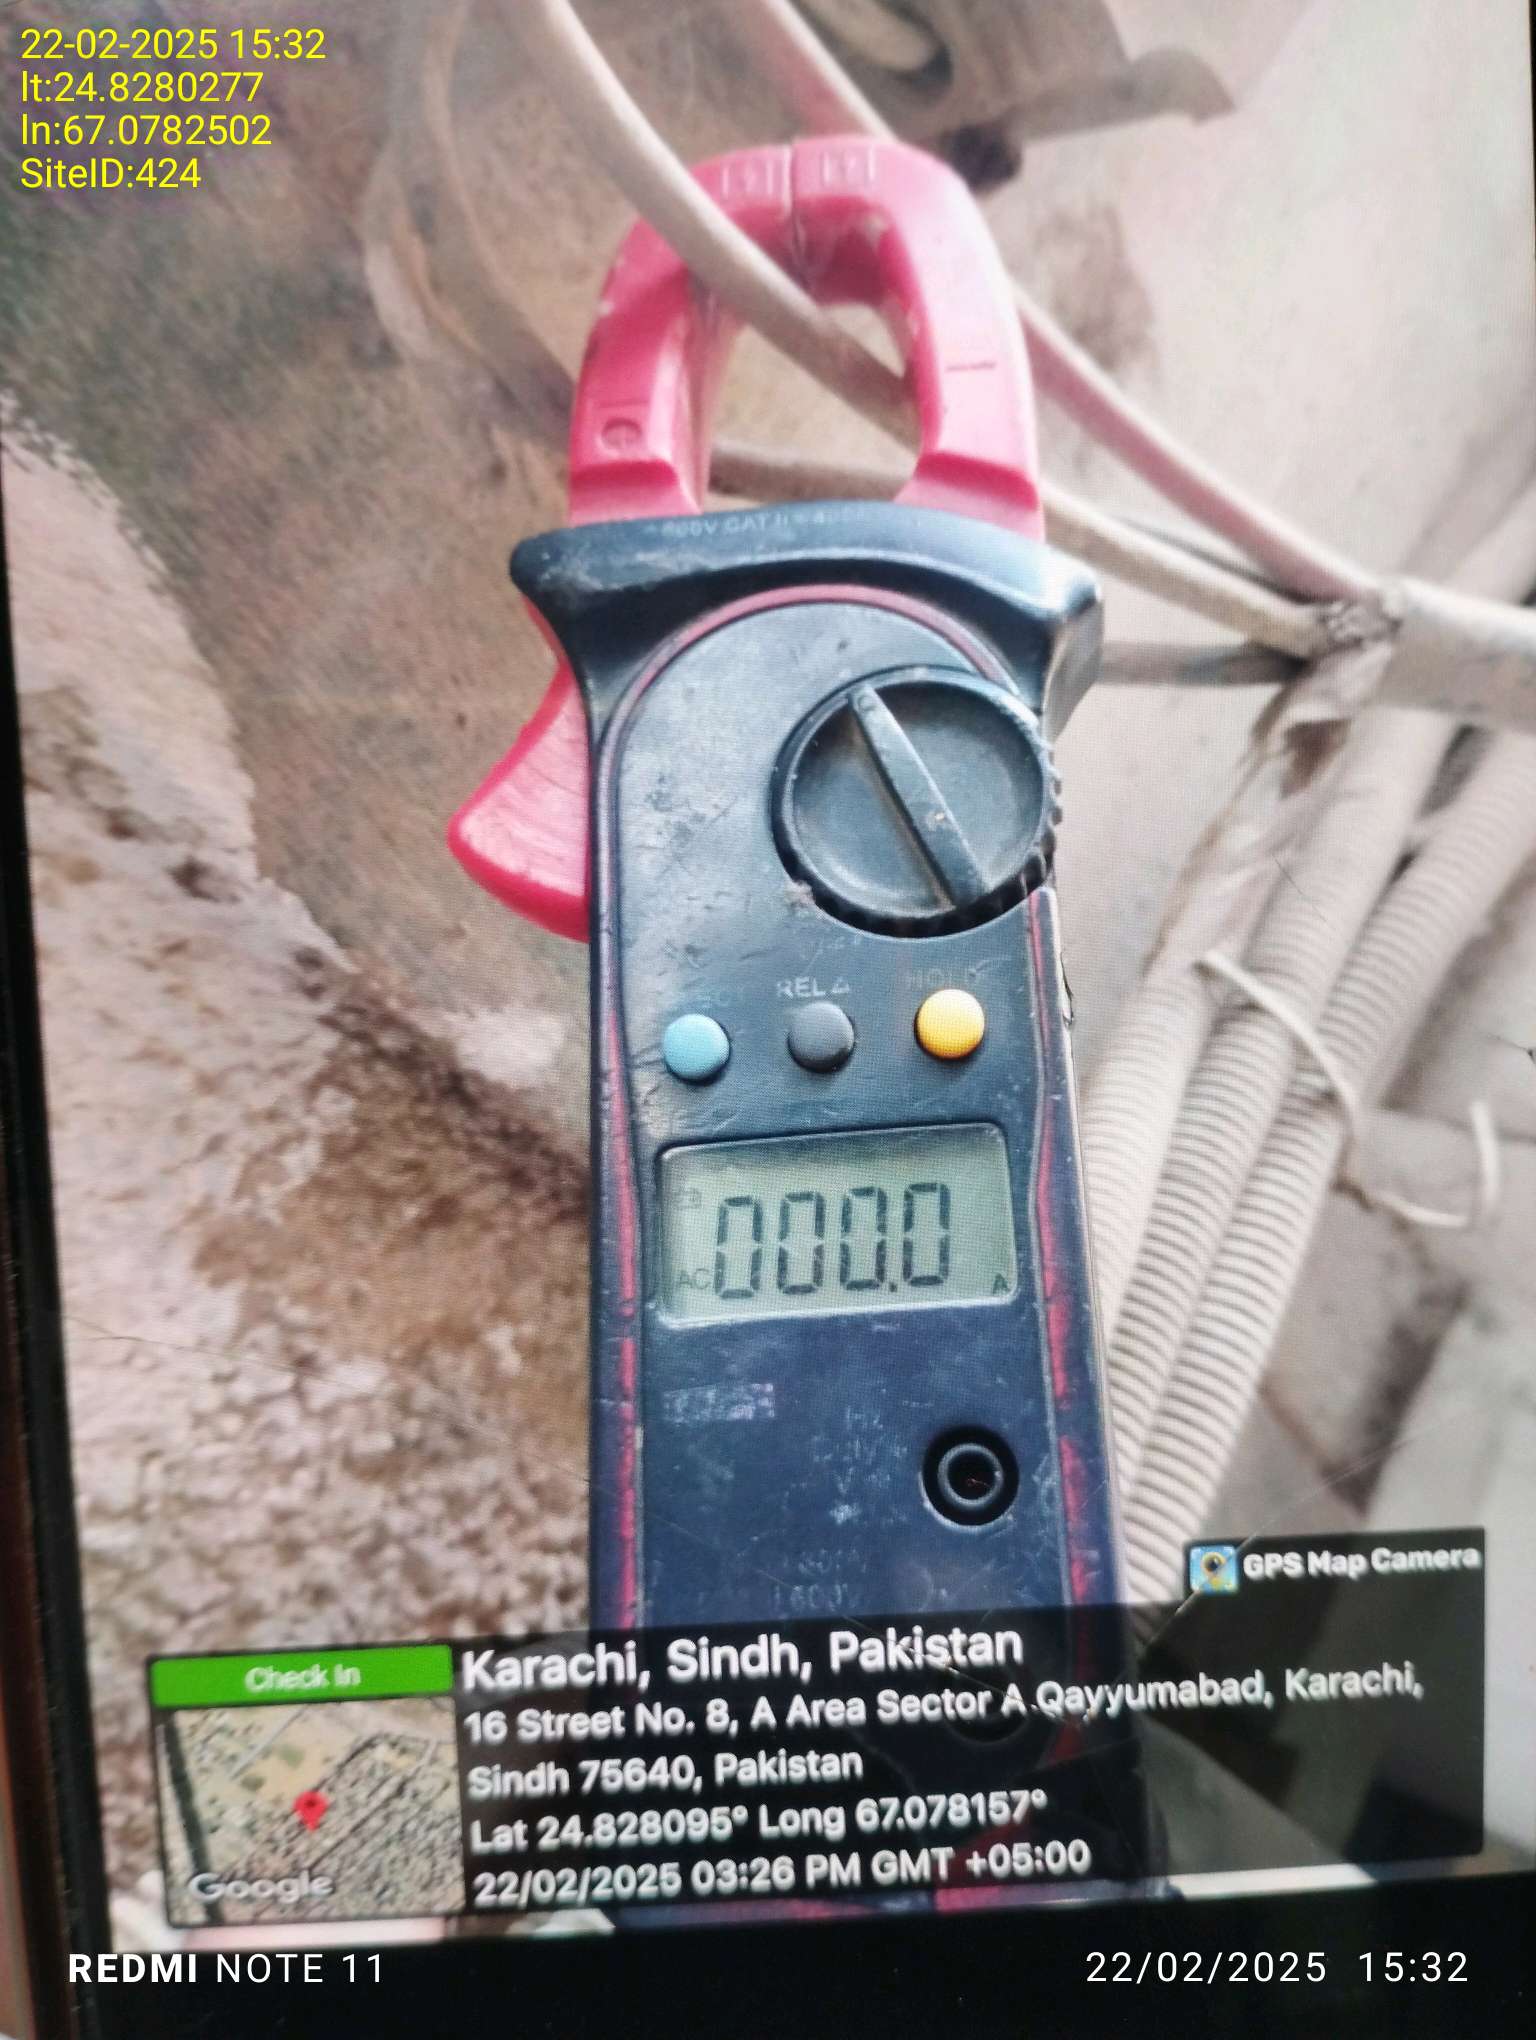 22-02-2025 15:32
lt:24.8280277
ln:67.0782502
SiteID:424
REL △
HOLD
000.0
AC
A
GPS Map Camera
Check In
Karachi, Sindh, Pakistan
16 Street No. 8, A Area Sector A Qayyumabad, Karachi,
Sindh 75640, Pakistan
Lat 24.828095° Long 67.078157°
22/02/2025 03:26 PM GMT +05:00
Google
REDMI NOTE 11
22/02/2025 15:32